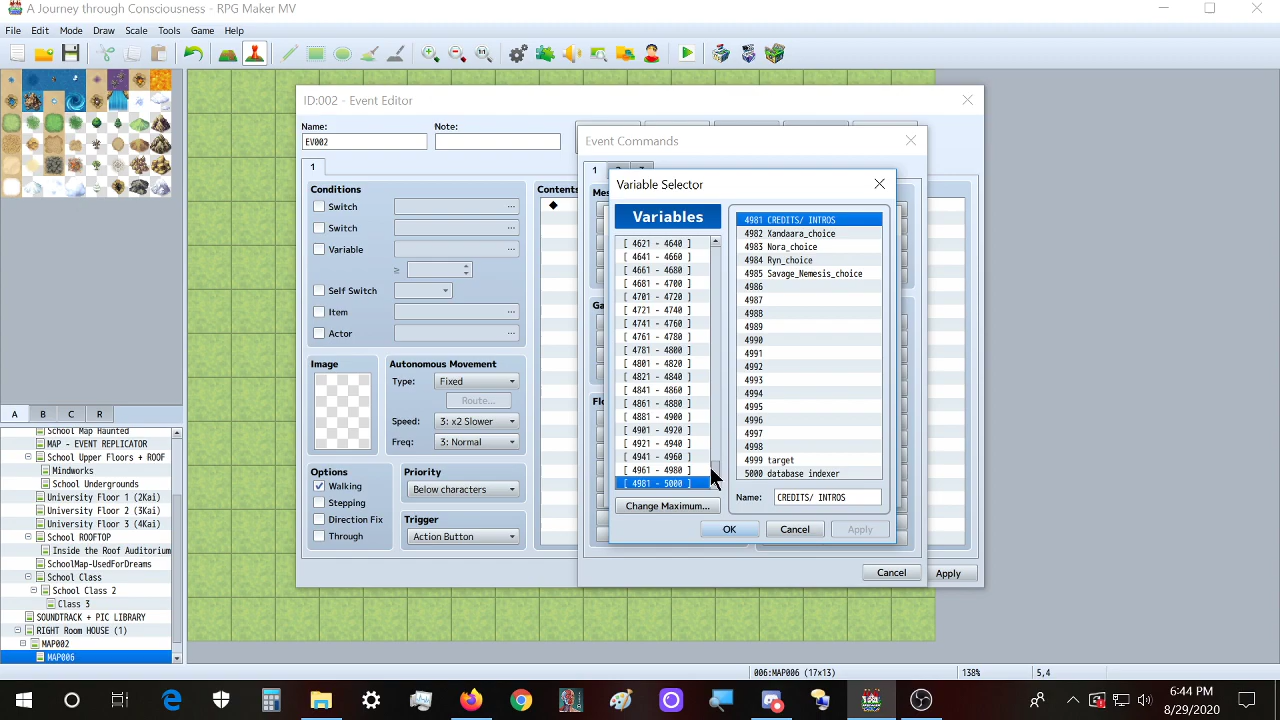 A Journey through Consciousness - RPG Maker MV
File Edit Mode Draw Scale Tools Game Help
ID:002 - Event Editor
Name:
EV002
Note:
1
Conditions
Switch
Switch
Variable
≥
Self Switch
Item
Actor
Image
Autonomous Movement
Type: Fixed
Route...
Speed: 3: x2 Slower
Freq: 3: Normal
Options
Walking
Stepping
Direction Fix
Through
Priority
Below characters
Trigger
Action Button
Contents
Apply
Event Commands
1
Mes
Ga
Flo
Cancel
Variable Selector
Variables
[ 4621 - 4640 ]
[ 4641 - 4660 ]
[ 4661 - 4680 ]
[ 4681 - 4700 ]
[ 4701 - 4720 ]
[ 4721 - 4740 ]
[ 4741 - 4760 ]
[ 4761 - 4780 ]
[ 4781 - 4800 ]
[ 4801 - 4820 ]
[ 4821 - 4840 ]
[ 4841 - 4860 ]
[ 4861 - 4880 ]
[ 4881 - 4900 ]
[ 4901 - 4920 ]
[ 4921 - 4940 ]
[ 4941 - 4960 ]
[ 4961 - 4980 ]
[ 4981 - 5000 ]
Change Maximum...
4981 CREDITS/ INTROS
4982 Xandaara_choice
4983 Nora_choice
4984 Ryn_choice
4985 Savage_Nemesis_choice
4986
4987
4988
4989
4990
4991
4992
4993
4994
4995
4996
4997
4998
4999 target
5000 database indexer
Name: CREDITS/ INTROS
OK Cancel Apply
A B C R
School Map Haunted
MAP - EVENT REPLICATOR
School Upper Floors + ROOF
Mindworks
School Undergrounds
University Floor 1 (2Kai)
University Floor 2 (3Kai)
University Floor 3 (4Kai)
School ROOFTOP
Inside the Roof Auditorium
SchoolMap-UsedForDreams
School Class
School Class 2
Class 3
SOUNDTRACK + PIC LIBRARY
RIGHT Room HOUSE (1)
MAP002
MAP006
006:MAP006 (17x13) 138% 5,4
6:44 PM
8/29/2020